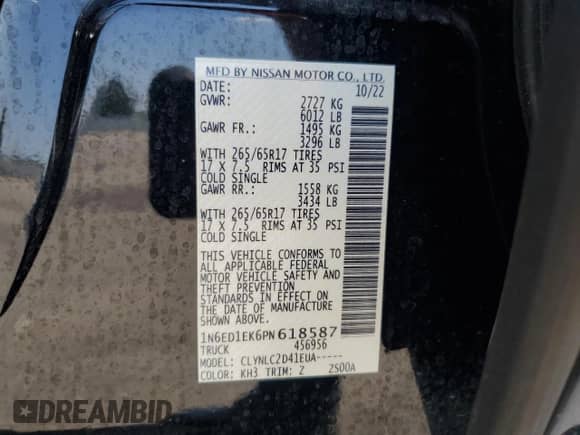 MFD BY NISSAN MOTOR CO., LTD.
DATE: 10/22
GVWR: 2727 KG
6012 LB
GAWR FR.: 1495 KG
3296 LB
WITH 265/65R17 TIRES
17 X 7.5 RIMS AT 35 PSI
COLD SINGLE
GAWR RR.: 1558 KG
3434 LB
WITH 265/65R17 TIRES
17 X 7.5 RIMS AT 35 PSI
COLD SINGLE
THIS VEHICLE CONFORMS TO
ALL APPLICABLE FEDERAL
MOTOR VEHICLE SAFETY AND
THEFT PREVENTION
STANDARDS IN EFFECT ON
THE DATE OF MANUFACTURE
SHOWN ABOVE.
1N6ED1EK6PN618587
TRUCK 456956
MODEL: CLYNLC2D41EUA-----
COLOR: KH3 TRIM: Z 2S00A
DREAMBID.com